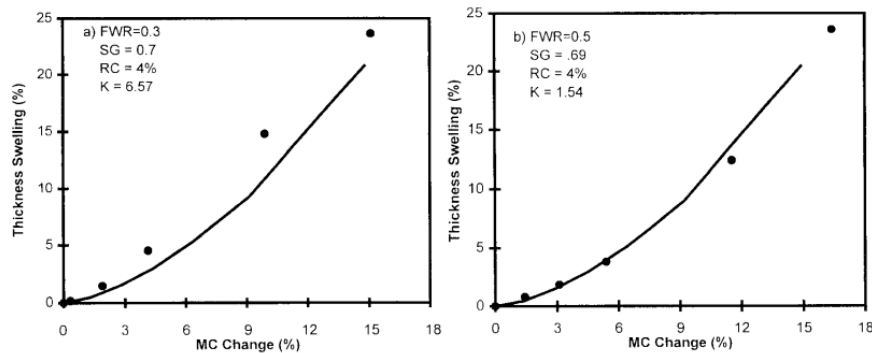 a) FWR=0.3
SG = 0.7
RC = 4%
K = 6.57
25
20
15
10
5
0
Thickness Swelling (%)
0 3 6 9 12 15 18
MC Change (%)
b) FWR=0.5
SG = .69
RC = 4%
K = 1.54
25
20
15
10
5
0
Thickness Swelling (%)
0 3 6 9 12 15 18
MC Change (%)